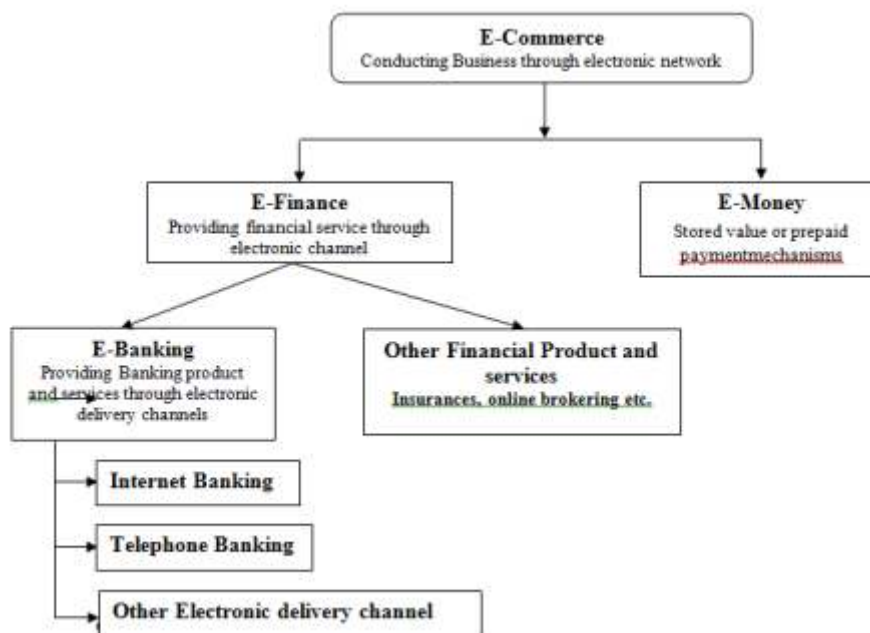 E-Commerce
Conducting Business through electronic network
E-Finance
Providing financial service through
electronic channel
E-Money
Stored value or prepaid
paymentmechanisms
E-Banking
Providing Banking product
and services through electronic
delivery channels
Other Financial Product and
services
Insurances, online brokering etc.
Internet Banking
Telephone Banking
Other Electronic delivery channel